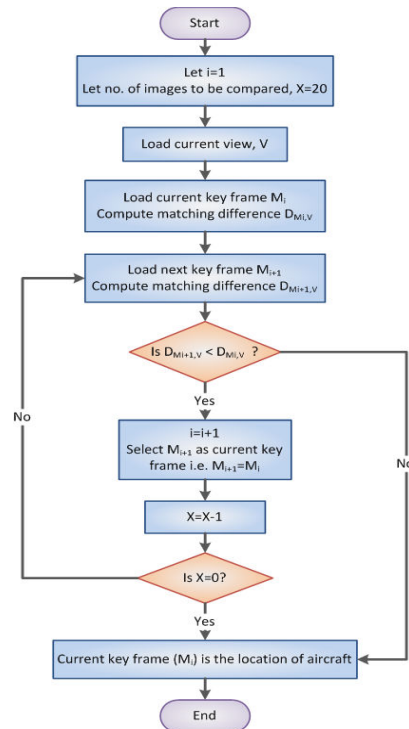 Start
Let i=1
Let no. of images to be compared, X=20
Load current view, V
Load current key frame Mi
Compute matching difference DMi,V
Load next key frame Mi+1
Compute matching difference DMi+1,V
Is DMi+1,V < DMi,V ?
No
Yes
No
i=i+1
Select Mi+1 as current key
frame i.e. Mi+1=Mi
X=X-1
Is X=0?
Yes
Current key frame (Mi) is the location of aircraft
End